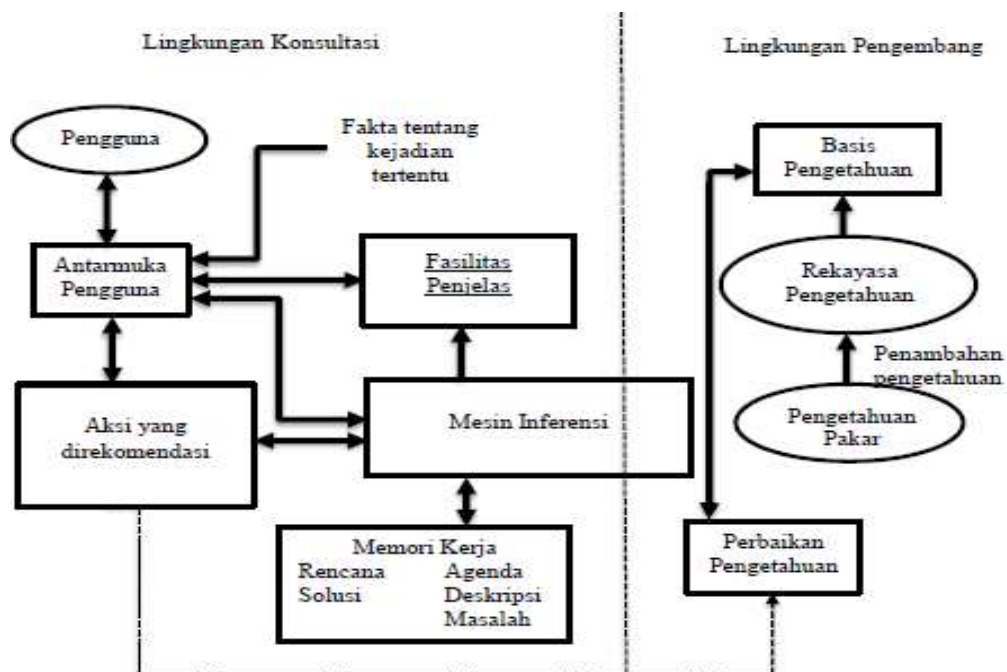 Lingkungan Konsultasi
Lingkungan Pengembang
Pengguna
Fakta tentang
kejadian
tertentu
Basis
Pengetahuan
Antarmuka
Pengguna
Fasilitas
Penjelas
Rekayasa
Pengetahuan
Penambahan
pengetahuan
Aksi yang
direkomendasi
Mesin Inferensi
Pengetahuan
Pakar
Memori Kerja
Rencana Agenda
Solusi Deskripsi
Masalah
Perbaikan
Pengetahuan